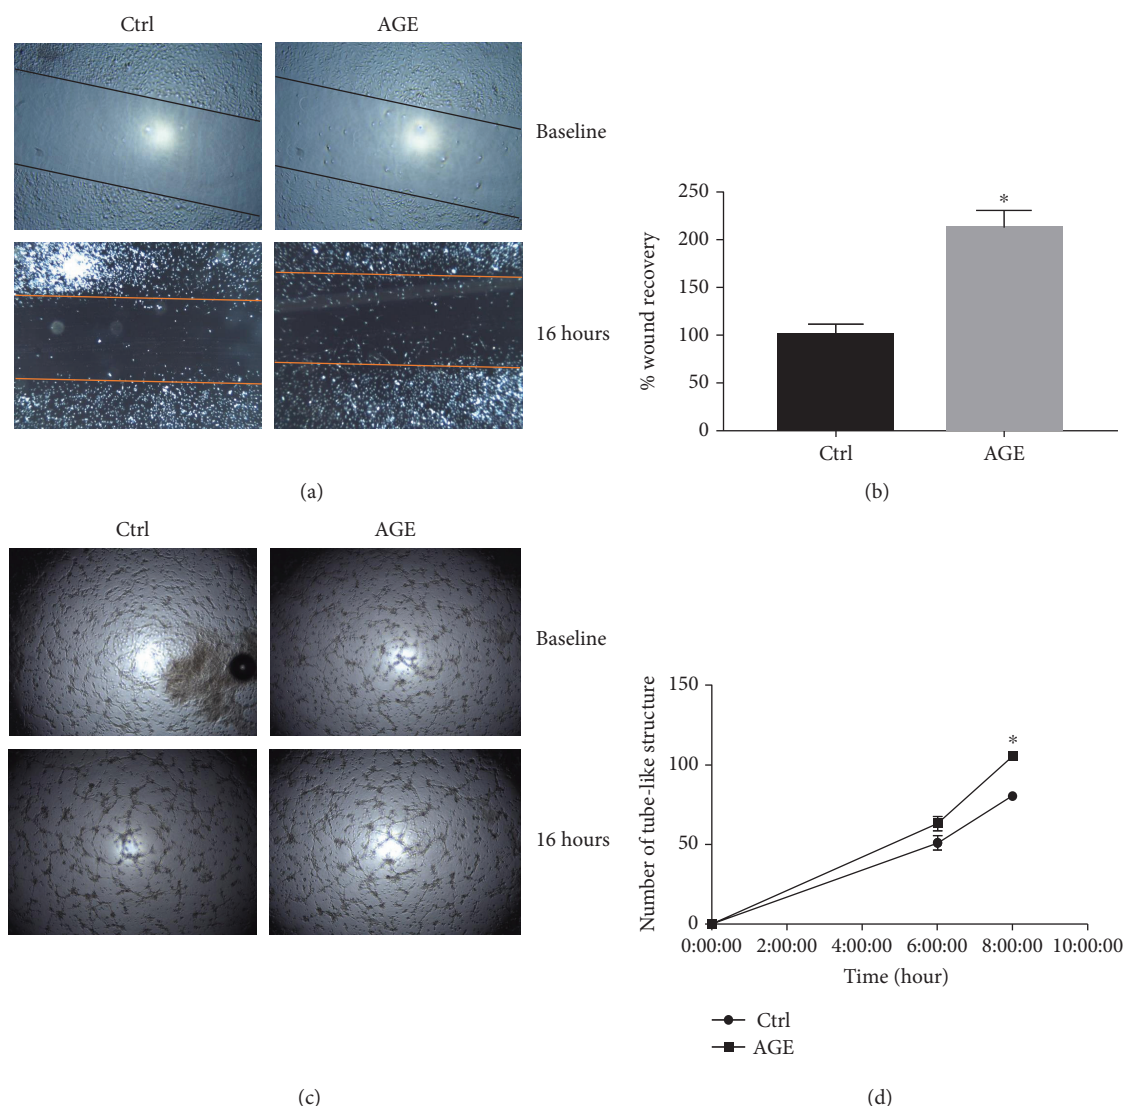 Ctrl AGE
Baseline
16 hours
(a)
% wound recovery
250
200
150
100
50
0
*
Ctrl AGE
(b)
Ctrl AGE
Baseline
16 hours
(c)
Number of tube-like structure
150
100
50
0
*
0:00:00 2:00:00 4:00:00 6:00:00 8:00:00 10:00:00
Time (hour)
Ctrl
AGE
(d)